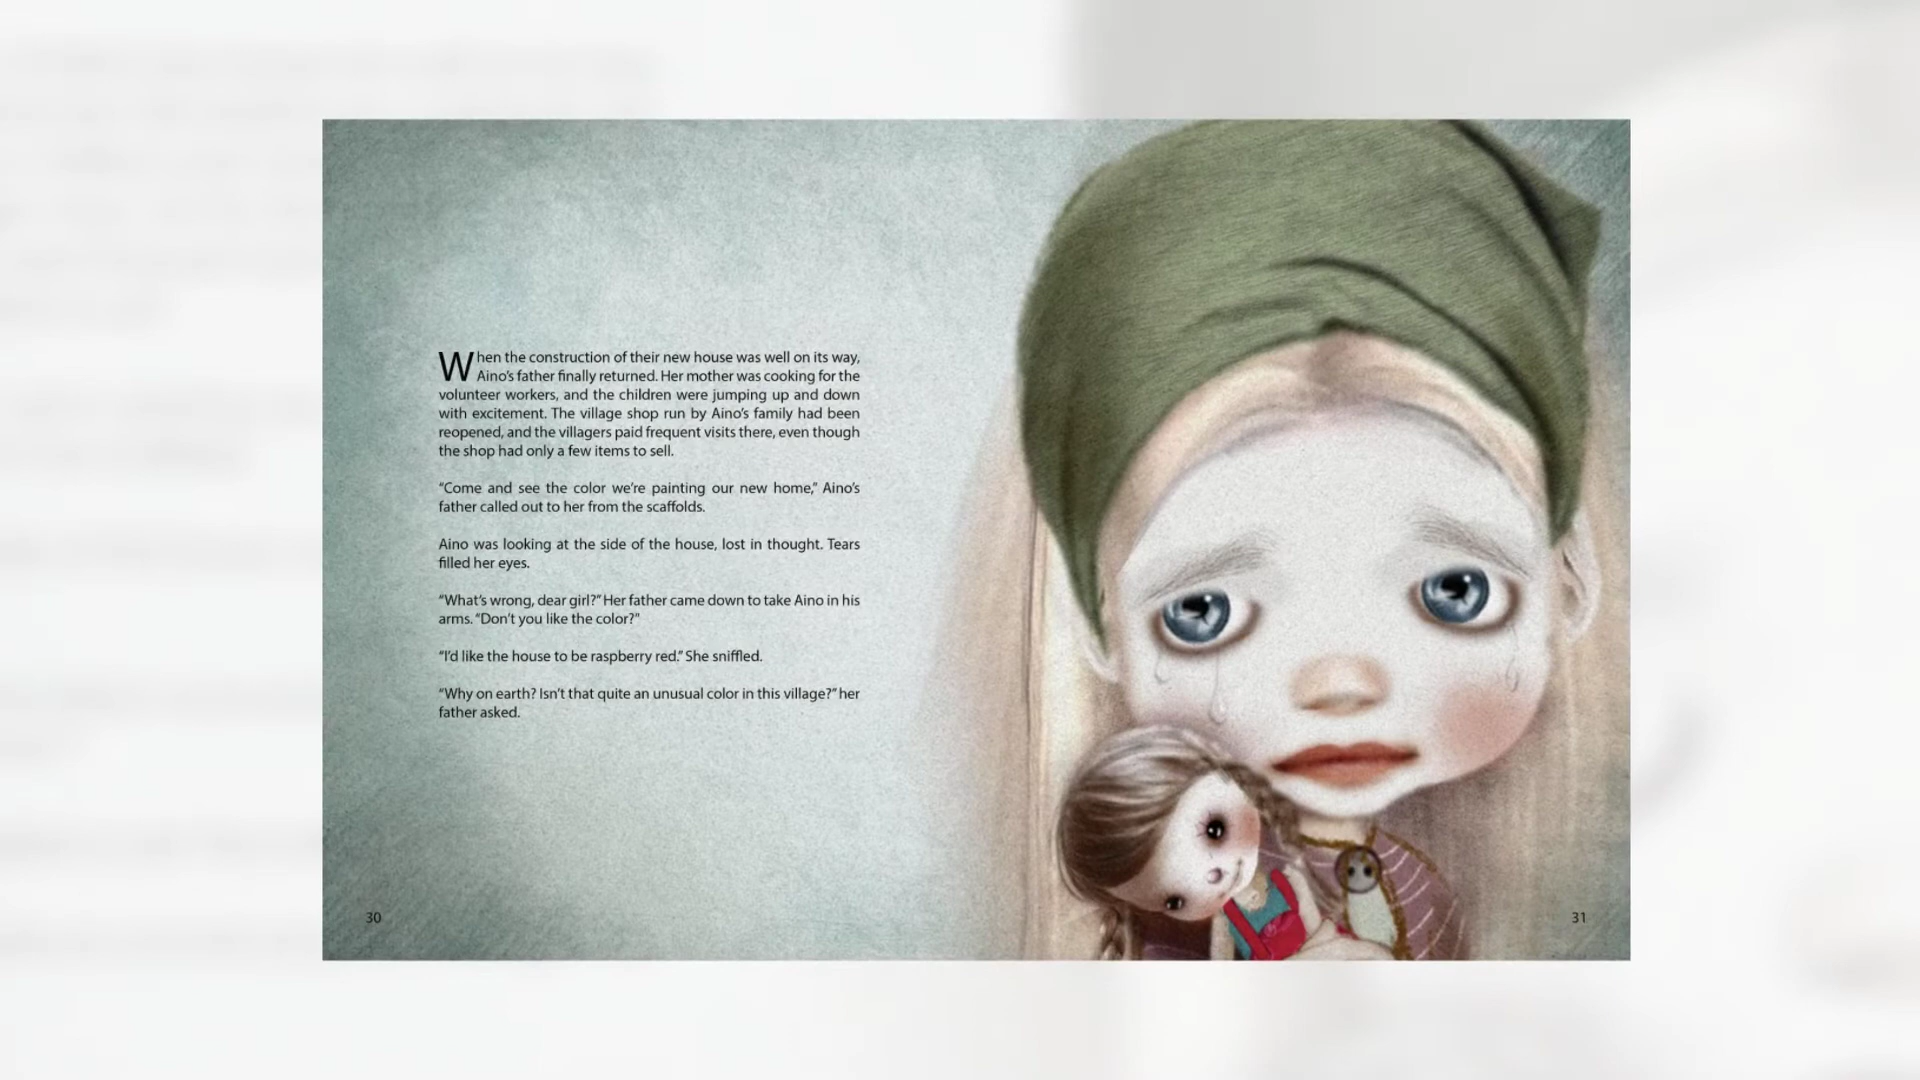 When the construction of their new house was well on its way,
Aino’s father finally returned. Her mother was cooking for the
volunteer workers, and the children were jumping up and down
with excitement. The village shop run by Aino’s family had been
reopened, and the villagers paid frequent visits there, even though
the shop had only a few items to sell.
“Come and see the color we’re painting our new home,” Aino’s
father called out to her from the scaffolds.
Aino was looking at the side of the house, lost in thought. Tears
filled her eyes.
“What’s wrong, dear girl?” Her father came down to take Aino in his
arms. “Don’t you like the color?”
“I’d like the house to be raspberry red.” She sniffled.
“Why on earth? Isn’t that quite an unusual color in this village?” her
father asked.
30
31